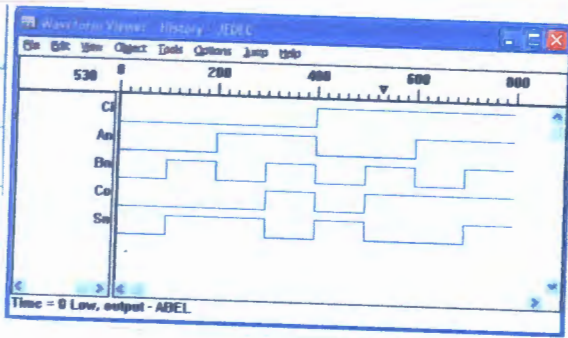 Waveform Viewer History JEDEC
File Edit View Object Tools Options Jump Help
530 0 200 400 600 800
Ci
An
Bn
Co
Sn
Time = 0 Low, output - ABEL